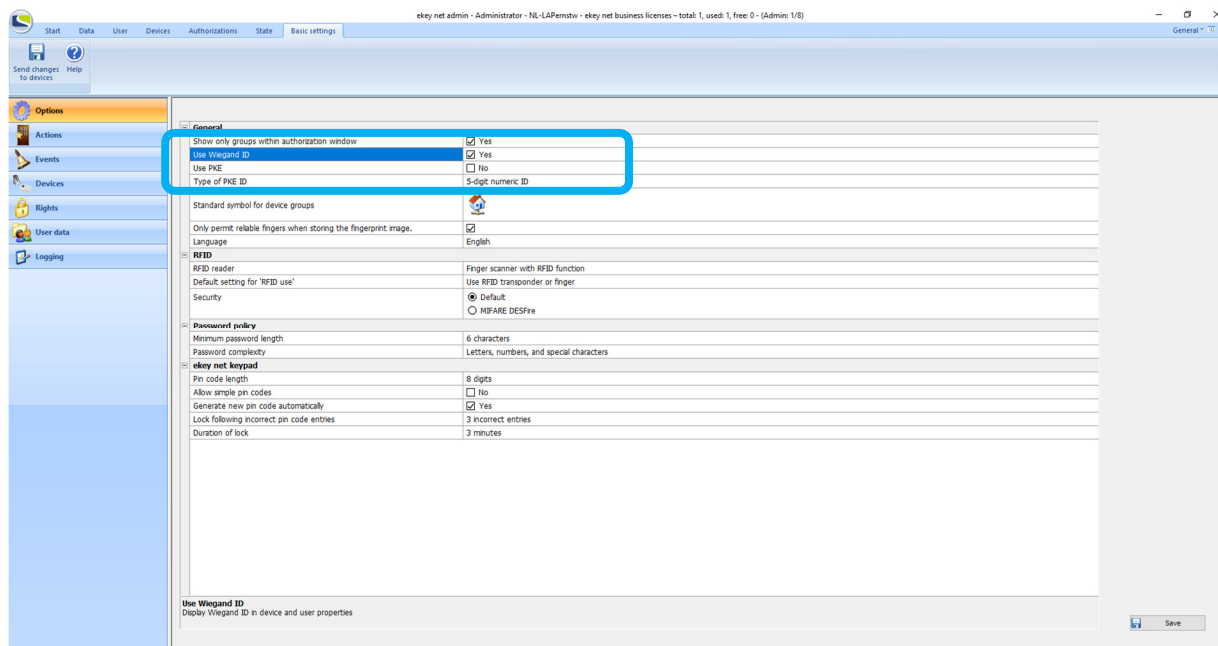 ekey net admin - Administrator - NL-LAPernstw - ekey net business licenses – total: 1, used: 1, free: 0 - (Admin: 1/8)
Start Data User Devices Authorizations State Basic settings General
Send changes to devices Help
Options
Actions
Events
Devices
Rights
User data
Logging
General
Show only groups within authorization window Yes
Use Wiegand ID Yes
Use PKE No
Type of PKE ID 5-digit numeric ID
Standard symbol for device groups
Only permit reliable fingers when storing the fingerprint image.
Language English
RFID
RFID reader Finger scanner with RFID function
Default setting for 'RFID use' Use RFID transponder or finger
Security Default
MIFARE DESFire
Password policy
Minimum password length 6 characters
Password complexity Letters, numbers, and special characters
ekey net keypad
Pin code length 8 digits
Allow simple pin codes No
Generate new pin code automatically Yes
Lock following incorrect pin code entries 3 incorrect entries
Duration of lock 3 minutes
Use Wiegand ID
Display Wiegand ID in device and user properties
Save